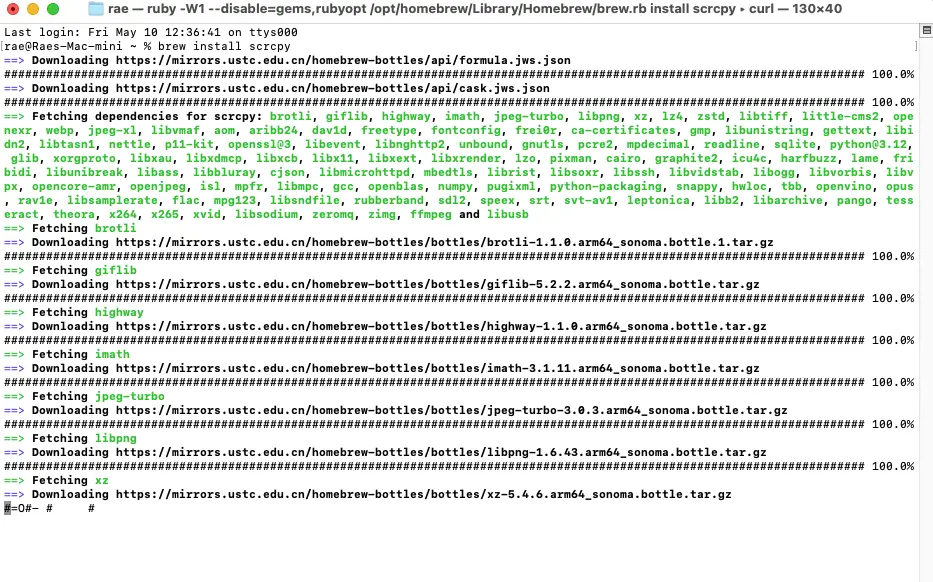 rae — ruby -W1 --disable=gems,rubyopt /opt/homebrew/Library/Homebrew/brew.rb install scrcpy ▸ curl — 130×40
Last login: Fri May 10 12:36:41 on ttys000
[rae@Raes-Mac-mini ~ % brew install scrcpy ]
==> Downloading https://mirrors.ustc.edu.cn/homebrew-bottles/api/formula.jws.json
########################################################################################################################### 100.0%
==> Downloading https://mirrors.ustc.edu.cn/homebrew-bottles/api/cask.jws.json
########################################################################################################################### 100.0%
==> Fetching dependencies for scrcpy: brotli, giflib, highway, imath, jpeg-turbo, libpng, xz, lz4, zstd, libtiff, little-cms2, ope
nexr, webp, jpeg-xl, libvmaf, aom, aribb24, dav1d, freetype, fontconfig, frei0r, ca-certificates, gmp, libunistring, gettext, libi
dn2, libtasn1, nettle, p11-kit, openssl@3, libevent, libnghttp2, unbound, gnutls, pcre2, mpdecimal, readline, sqlite, python@3.12,
 glib, xorgproto, libxau, libxdmcp, libxcb, libx11, libxext, libxrender, lzo, pixman, cairo, graphite2, icu4c, harfbuzz, lame, fri
bidi, libunibreak, libass, libbluray, cjson, libmicrohttpd, mbedtls, librist, libsoxr, libssh, libvidstab, libogg, libvorbis, libv
px, opencore-amr, openjpeg, isl, mpfr, libmpc, gcc, openblas, numpy, pugixml, python-packaging, snappy, hwloc, tbb, openvino, opus
, rav1e, libsamplerate, flac, mpg123, libsndfile, rubberband, sdl2, speex, srt, svt-av1, leptonica, libb2, libarchive, pango, tess
eract, theora, x264, x265, xvid, libsodium, zeromq, zimg, ffmpeg and libusb
==> Fetching brotli
==> Downloading https://mirrors.ustc.edu.cn/homebrew-bottles/bottles/brotli-1.1.0.arm64_sonoma.bottle.1.tar.gz
########################################################################################################################### 100.0%
==> Fetching giflib
==> Downloading https://mirrors.ustc.edu.cn/homebrew-bottles/bottles/giflib-5.2.2.arm64_sonoma.bottle.tar.gz
########################################################################################################################### 100.0%
==> Fetching highway
==> Downloading https://mirrors.ustc.edu.cn/homebrew-bottles/bottles/highway-1.1.0.arm64_sonoma.bottle.tar.gz
########################################################################################################################### 100.0%
==> Fetching imath
==> Downloading https://mirrors.ustc.edu.cn/homebrew-bottles/bottles/imath-3.1.11.arm64_sonoma.bottle.tar.gz
########################################################################################################################### 100.0%
==> Fetching jpeg-turbo
==> Downloading https://mirrors.ustc.edu.cn/homebrew-bottles/bottles/jpeg-turbo-3.0.3.arm64_sonoma.bottle.tar.gz
########################################################################################################################### 100.0%
==> Fetching libpng
==> Downloading https://mirrors.ustc.edu.cn/homebrew-bottles/bottles/libpng-1.6.43.arm64_sonoma.bottle.tar.gz
########################################################################################################################### 100.0%
==> Fetching xz
==> Downloading https://mirrors.ustc.edu.cn/homebrew-bottles/bottles/xz-5.4.6.arm64_sonoma.bottle.tar.gz
#=O#- #     #